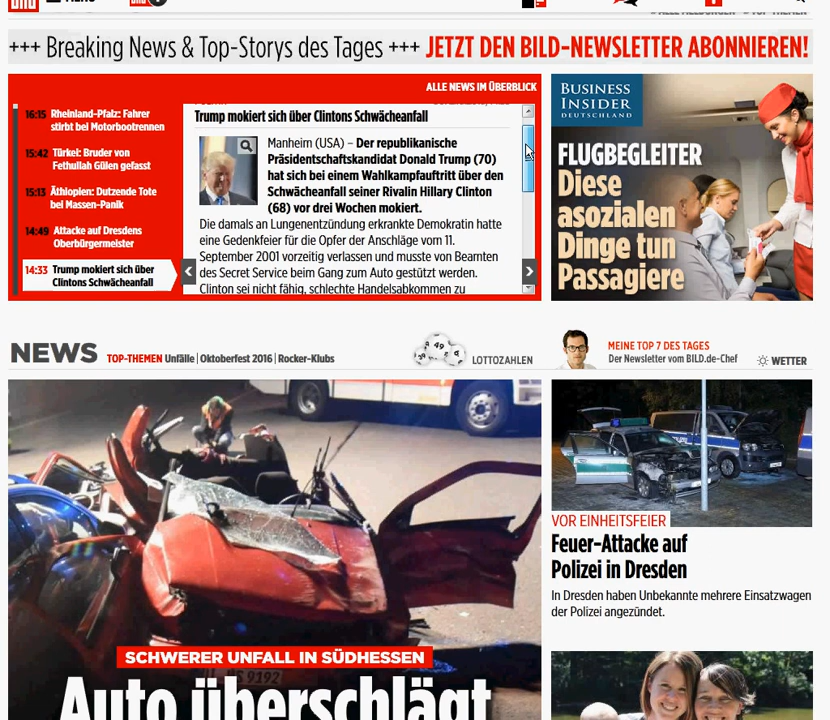 BILD
+++ Breaking News & Top-Storys des Tages +++ JETZT DEN BILD-NEWSLETTER ABONNIEREN!
ALLE NEWS IM ÜBERBLICK
16:15 Rheinland-Pfalz: Fahrer
stirbt bei Motorbootrennen
15:42 Türkei: Bruder von
Fethullah Gülen gefasst
15:13 Äthiopien: Dutzende Tote
bei Massen-Panik
14:49 Attacke auf Dresdens
Oberbürgermeister
14:33 Trump mokiert sich über
Clintons Schwächeanfall
Trump mokiert sich über Clintons Schwächeanfall
Manheim (USA) – Der republikanische
Präsidentschaftskandidat Donald Trump (70)
hat sich bei einem Wahlkampfauftritt über den
Schwächeanfall seiner Rivalin Hillary Clinton
(68) vor drei Wochen mokiert.
Die damals an Lungenentzündung erkrankte Demokratin hatte
eine Gedenkfeier für die Opfer der Anschläge vom 11.
September 2001 vorzeitig verlassen und musste von Beamten
des Secret Service beim Gang zum Auto gestützt werden.
Clinton sei nicht fähig, schlechte Handelsabkommen zu
BUSINESS
INSIDER
DEUTSCHLAND
FLUGBEGLEITER
Diese
asozialen
Dinge tun
Passagiere
NEWS TOP-THEMEN Unfälle | Oktoberfest 2016 | Rocker-Klubs
49
LOTTOZAHLEN
MEINE TOP 7 DES TAGES
Der Newsletter vom BILD.de-Chef
WETTER
SCHWERER UNFALL IN SÜDHESSEN
Auto überschlägt
VOR EINHEITSFEIER
Feuer-Attacke auf
Polizei in Dresden
In Dresden haben Unbekannte mehrere Einsatzwagen
der Polizei angezündet.